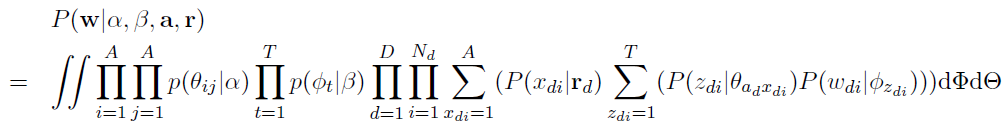 P(w|α, β, a, r)
= ∬ ∏_{i=1}^{A} ∏_{j=1}^{A} p(θ_{ij}|α) ∏_{t=1}^{T} p(ϕ_t|β) ∏_{d=1}^{D} ∏_{i=1}^{N_d} ∑_{x_{di}=1}^{A} (P(x_{di}|r_d) ∑_{z_{di}=1}^{T} (P(z_{di}|θ_{a_d x_{di}})P(w_{di}|ϕ_{z_{di}})))dΦdΘ